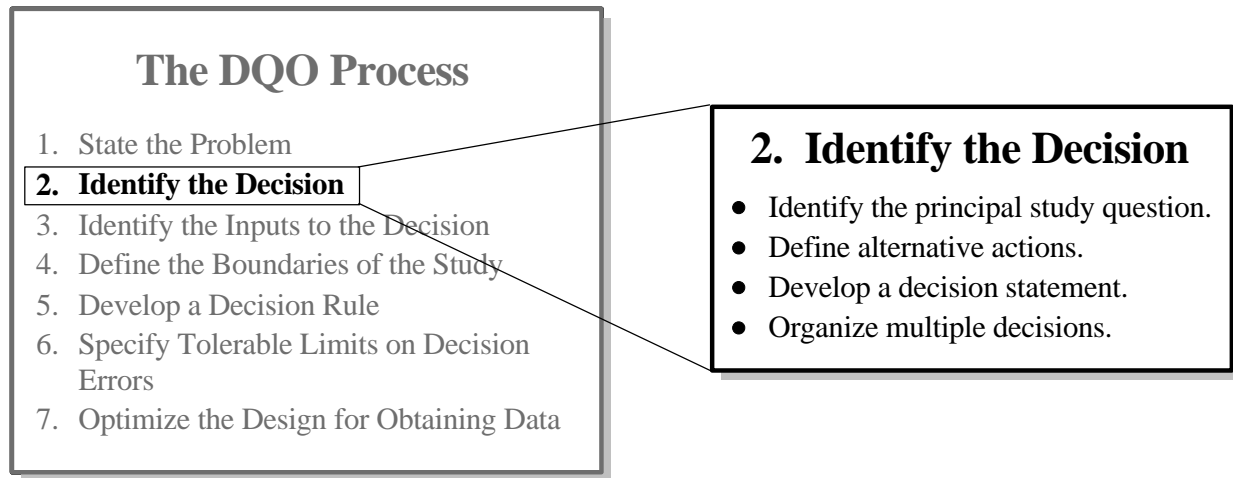 The DQO Process
1. State the Problem
2. Identify the Decision
3. Identify the Inputs to the Decision
4. Define the Boundaries of the Study
5. Develop a Decision Rule
6. Specify Tolerable Limits on Decision
Errors
7. Optimize the Design for Obtaining Data
2. Identify the Decision
● Identify the principal study question.
● Define alternative actions.
● Develop a decision statement.
● Organize multiple decisions.